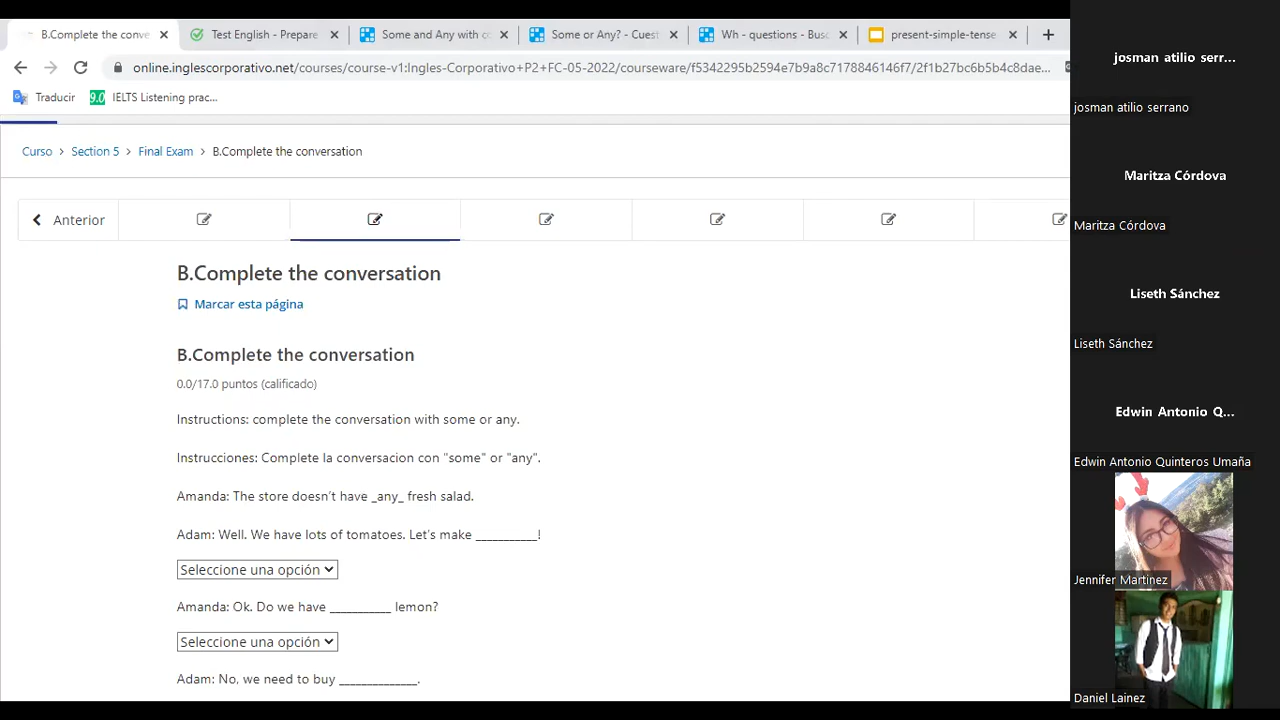 B.Complete the conve
Test English - Prepare
Some and Any with c
Some or Any? - Cuest
Wh - questions - Busc
present-simple-tense
online.inglescorporativo.net/courses/course-v1:Ingles-Corporativo+P2+FC-05-2022/courseware/f5342295b2594e7b9a8c7178846146f7/2f1b27bc6b5b4c8dae...
Traducir
9.0 IELTS Listening prac...
Curso > Section 5 > Final Exam > B.Complete the conversation
Anterior
B.Complete the conversation
Marcar esta página
B.Complete the conversation
0.0/17.0 puntos (calificado)
Instructions: complete the conversation with some or any.
Instrucciones: Complete la conversacion con "some" or "any".
Amanda: The store doesn't have _any_ fresh salad.
Adam: Well. We have lots of tomatoes. Let's make ___________!
Seleccione una opción
Amanda: Ok. Do we have ___________ lemon?
Seleccione una opción
Adam: No, we need to buy ______________.
josman atilio serr...
josman atilio serrano
Maritza Córdova
Maritza Córdova
Liseth Sánchez
Liseth Sánchez
Edwin Antonio Q...
Edwin Antonio Quinteros Umaña
Jennifer Martinez
Daniel Lainez